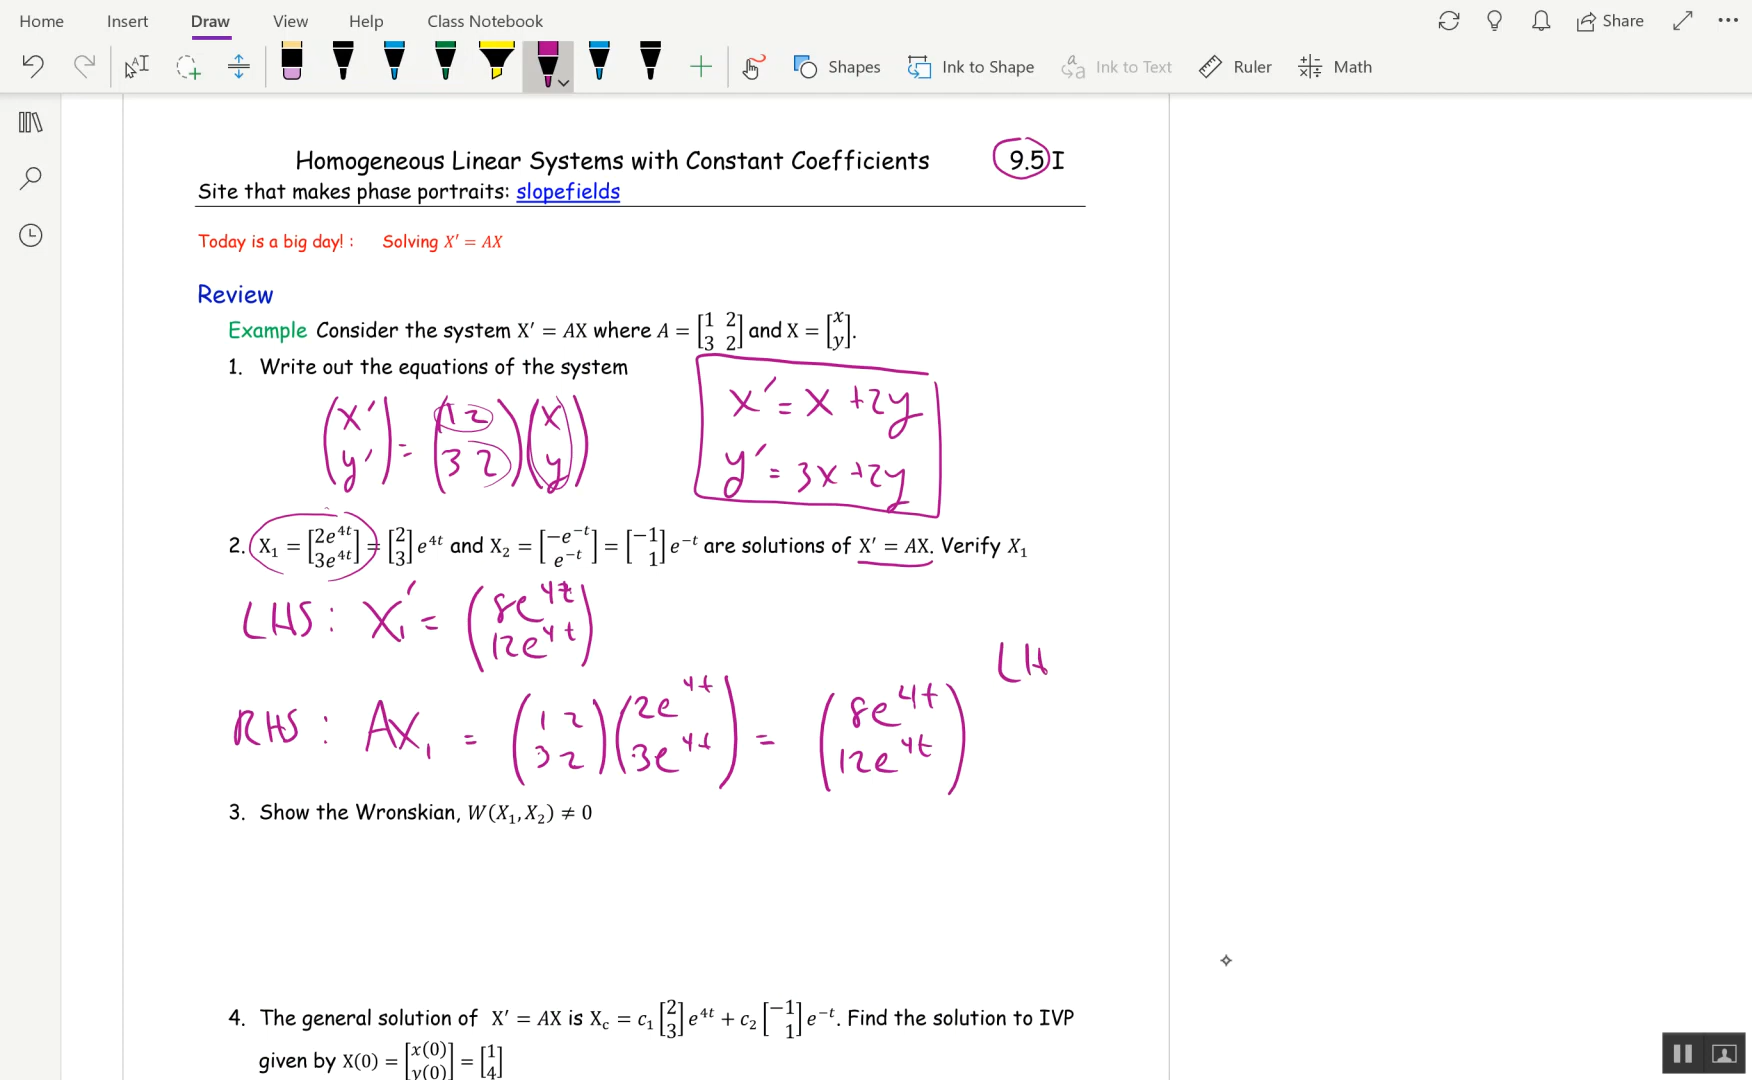 Home Insert Draw View Help Class Notebook Share
Shapes Ink to Shape Ink to Text Ruler Math
Homogeneous Linear Systems with Constant Coefficients 9.5 I
Site that makes phase portraits: slopefields
Today is a big day! : Solving X′ = AX
Review
Example Consider the system X′ = AX where A = [1 2; 3 2] and X = [x; y].
1. Write out the equations of the system
(x′; y′) = (1 2; 3 2)(x; y)
x′ = x + 2y
y′ = 3x + 2y
2. X₁ = [2e^{4t}; 3e^{4t}] = [2; 3] e^{4t} and X₂ = [−e^{−t}; e^{−t}] = [−1; 1] e^{−t} are solutions of X′ = AX. Verify X₁
LHS : X₁′ = (8e^{4t}; 12e^{4t})
LH
RHS : AX₁ = (1 2; 3 2)(2e^{4t}; 3e^{4t}) = (8e^{4t}; 12e^{4t})
3. Show the Wronskian, W(X₁, X₂) ≠ 0
4. The general solution of X′ = AX is X_c = c₁ [2; 3] e^{4t} + c₂ [−1; 1] e^{−t}. Find the solution to IVP
given by X(0) = [x(0); y(0)] = [1; 4]